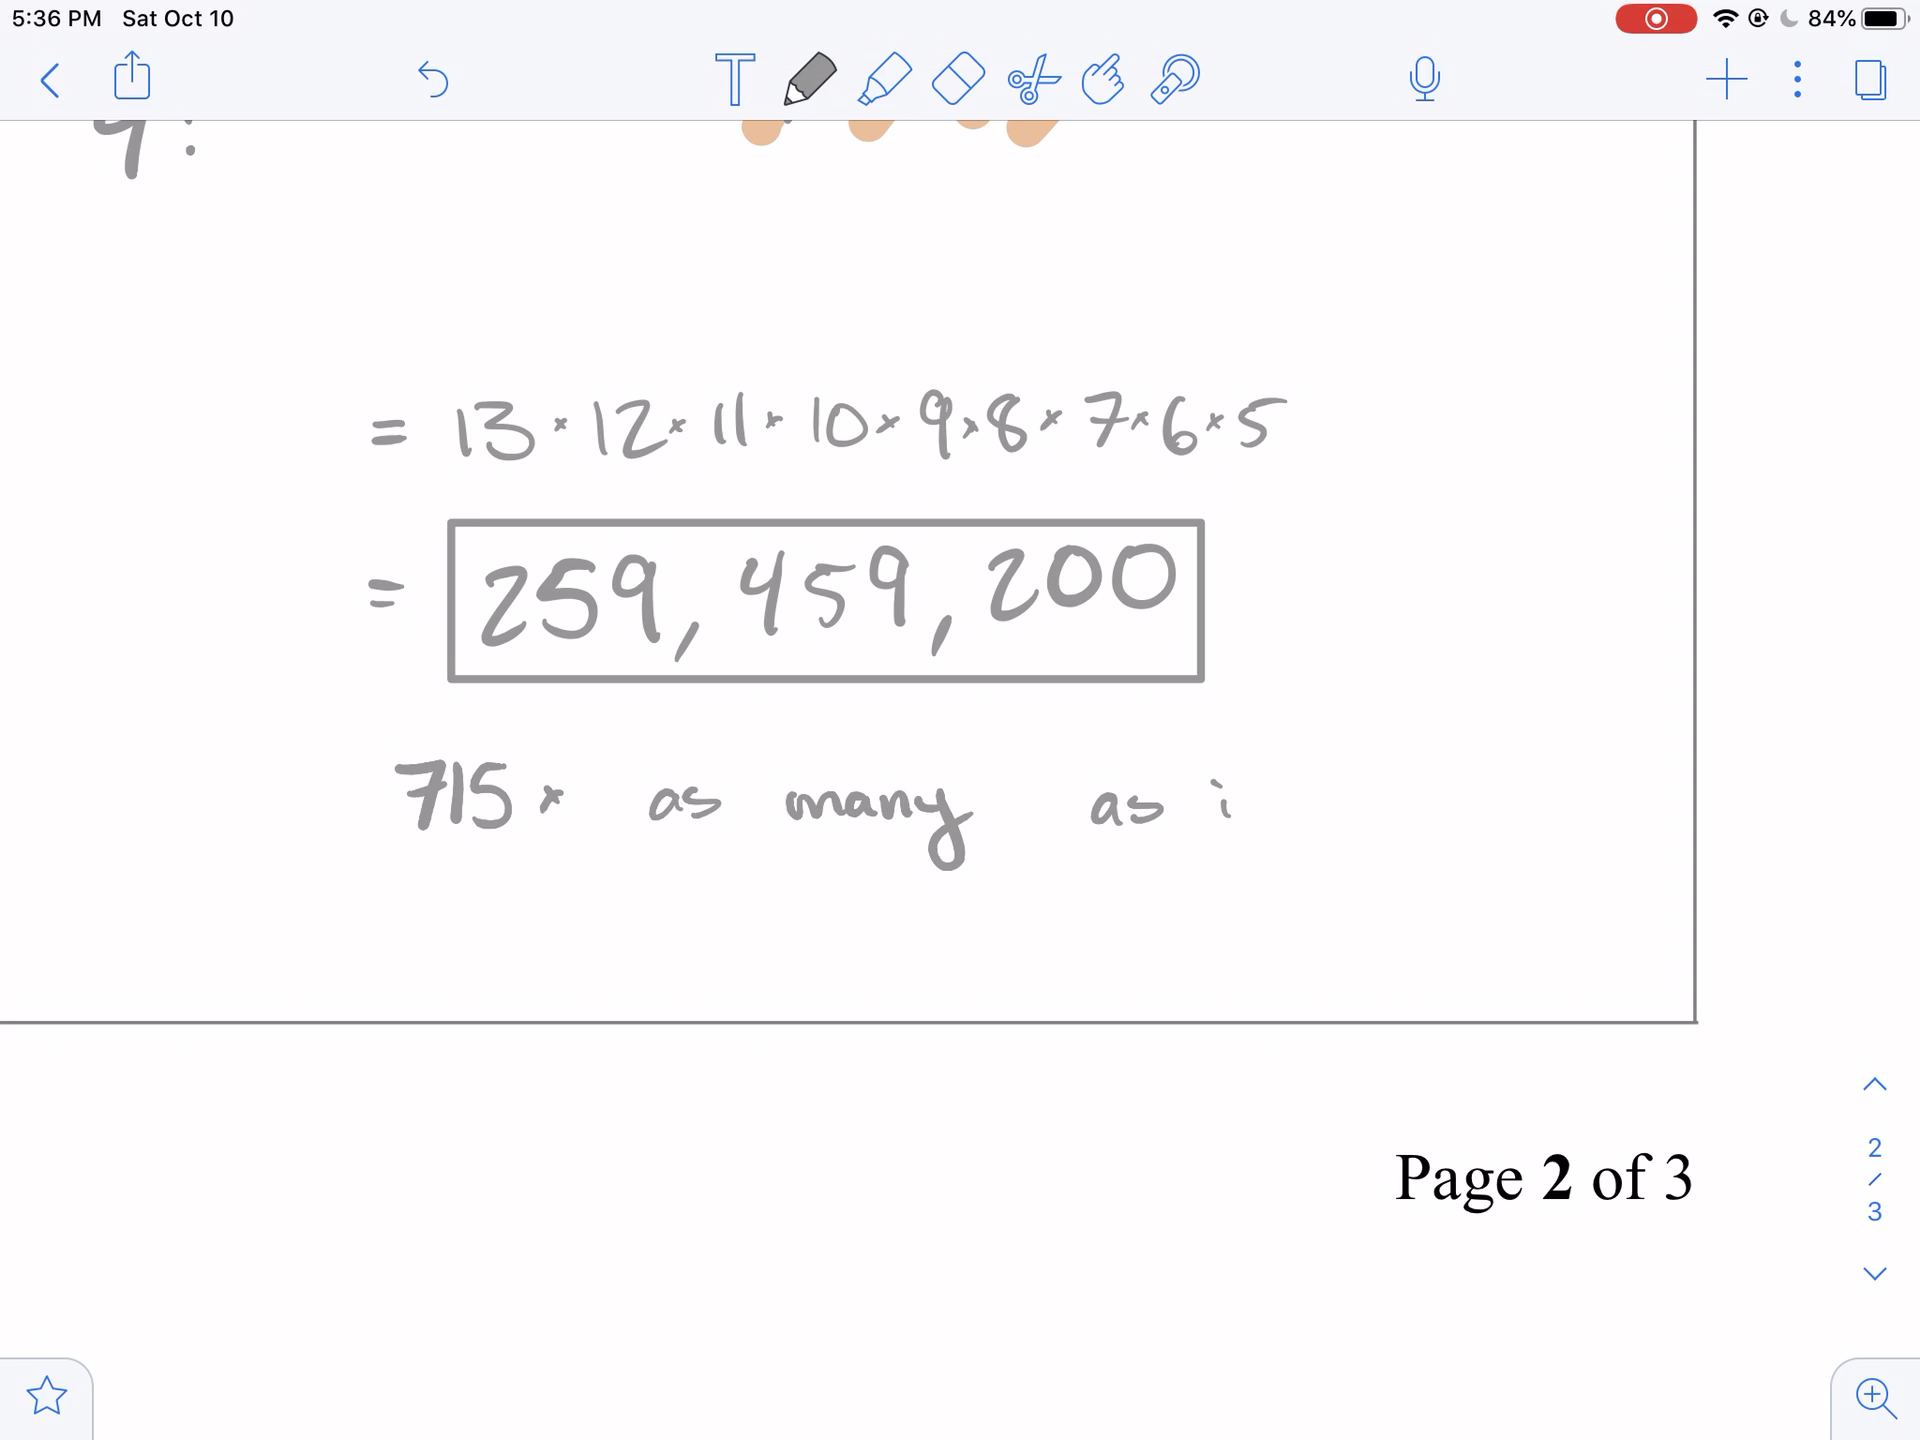 5:36 PM Sat Oct 10 84%
T
= 13 × 12 × 11 × 10 × 9 × 8 × 7 × 6 × 5
= 259,459,200
715 × as many as i
Page 2 of 3
2
/
3